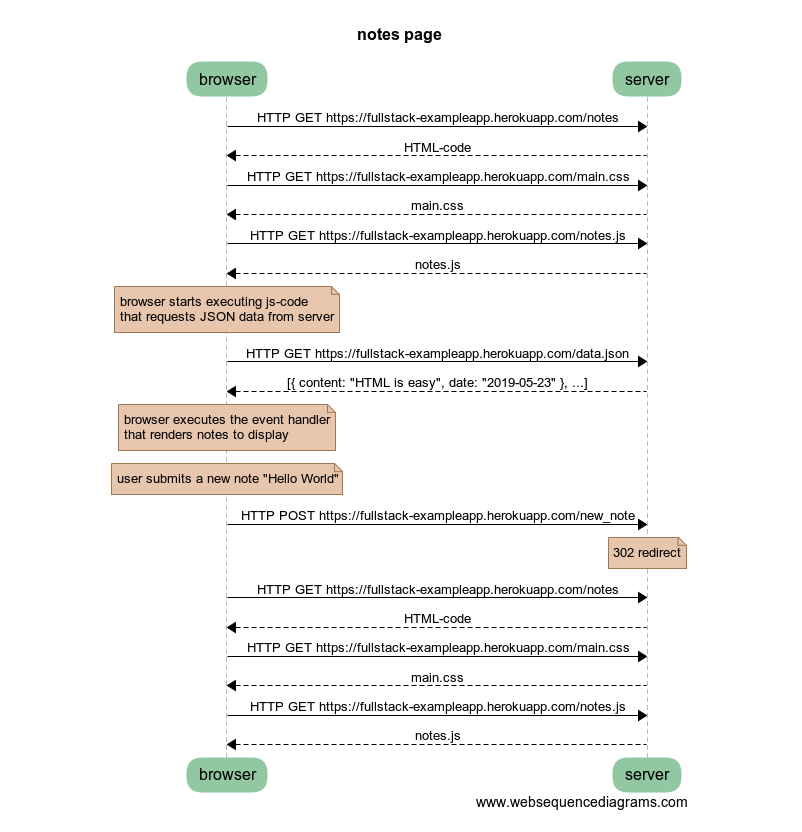 notes page
browser
server
HTTP GET https://fullstack-exampleapp.herokuapp.com/notes
HTML-code
HTTP GET https://fullstack-exampleapp.herokuapp.com/main.css
main.css
HTTP GET https://fullstack-exampleapp.herokuapp.com/notes.js
notes.js
browser starts executing js-code
that requests JSON data from server
HTTP GET https://fullstack-exampleapp.herokuapp.com/data.json
[{ content: "HTML is easy", date: "2019-05-23" }, ...]
browser executes the event handler
that renders notes to display
user submits a new note "Hello World"
HTTP POST https://fullstack-exampleapp.herokuapp.com/new_note
302 redirect
HTTP GET https://fullstack-exampleapp.herokuapp.com/notes
HTML-code
HTTP GET https://fullstack-exampleapp.herokuapp.com/main.css
main.css
HTTP GET https://fullstack-exampleapp.herokuapp.com/notes.js
notes.js
browser
server
www.websequencediagrams.com